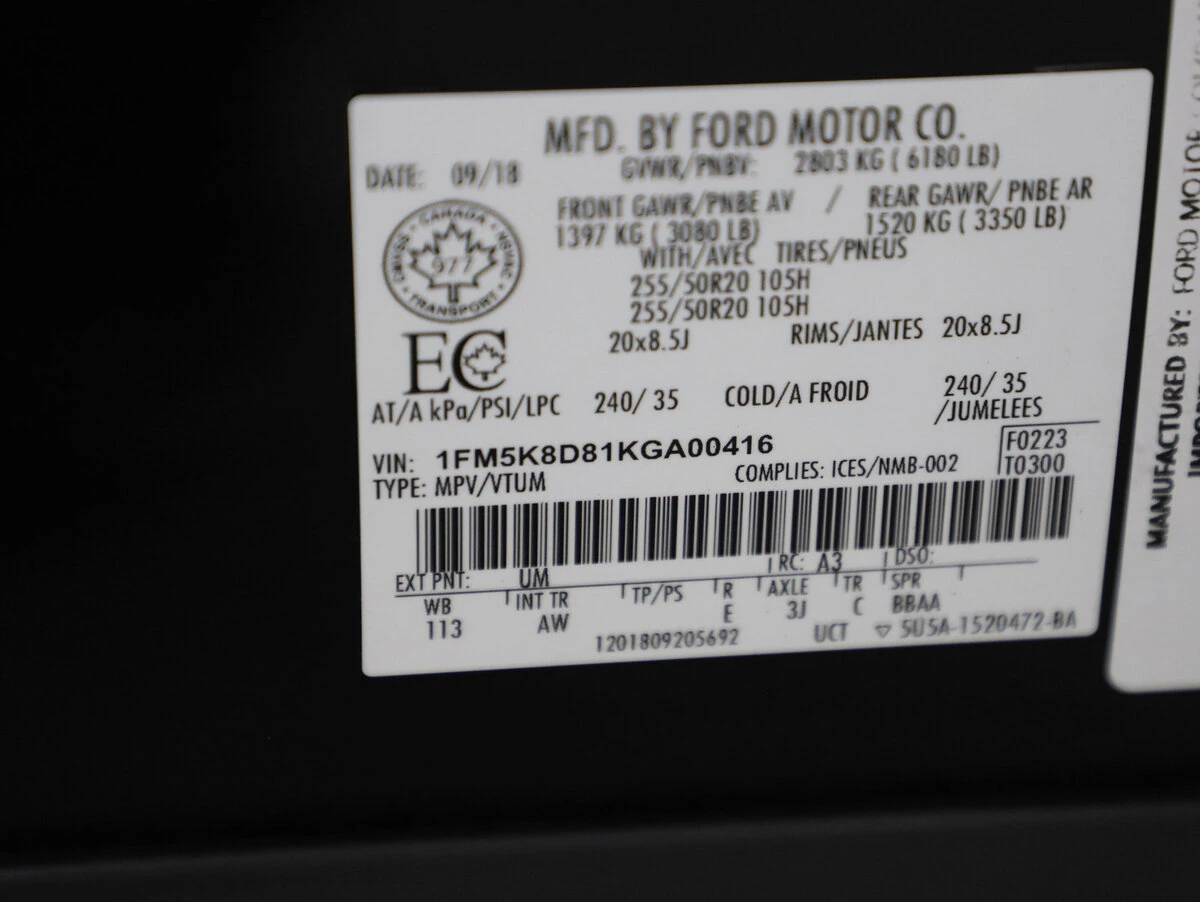 MFD. BY FORD MOTOR CO.
DATE: 09/18
GVWR/PNBV: 2803 KG ( 6180 LB)
FRONT GAWR/PNBE AV / REAR GAWR/ PNBE AR
1397 KG ( 3080 LB) 1520 KG ( 3350 LB)
WITH/AVEC TIRES/PNEUS
255/50R20 105H
255/50R20 105H
20x8.5J RIMS/JANTES 20x8.5J
CANADA
977
TRANSPORT
EC
AT/A kPa/PSI/LPC 240/ 35 COLD/A FROID 240/ 35
/JUMELEES
VIN: 1FM5K8D81KGA00416
F0223
TYPE: MPV/VTUM COMPLIES: ICES/NMB-002 T0300
EXT PNT: UM RC: A3 DSO:
WB INT TR TP/PS R AXLE TR SPR
113 AW E 3J C BBAA
1201809205692 UCT ▽ 5U5A-1520472-BA
MANUFACTURED BY: FORD MOTOR